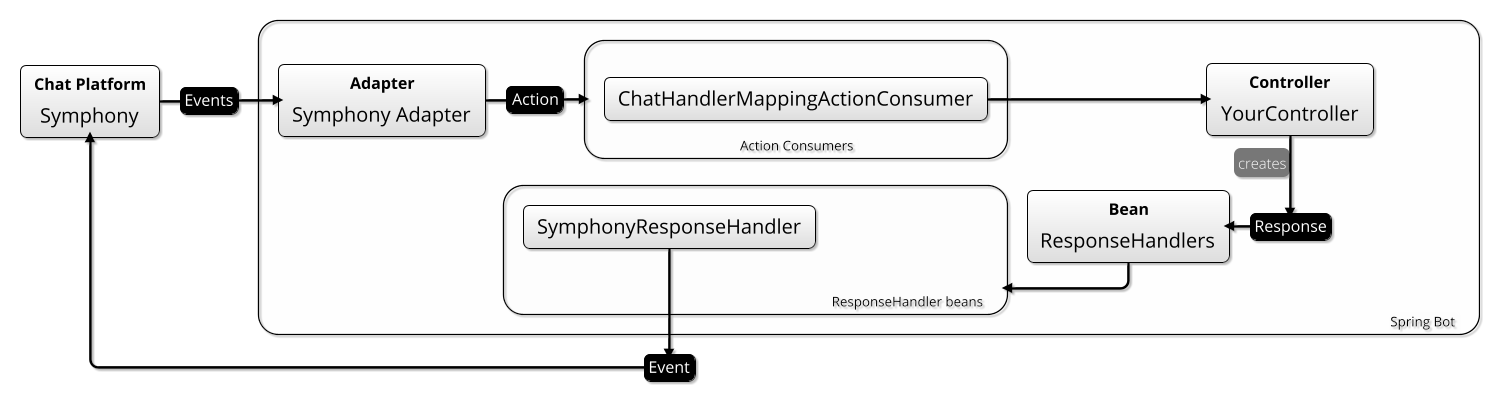 Chat Platform
Symphony
Events
Adapter
Symphony Adapter
Action
ChatHandlerMappingActionConsumer
Action Consumers
Controller
YourController
creates
Response
Bean
ResponseHandlers
SymphonyResponseHandler
ResponseHandler beans
Spring Bot
Event